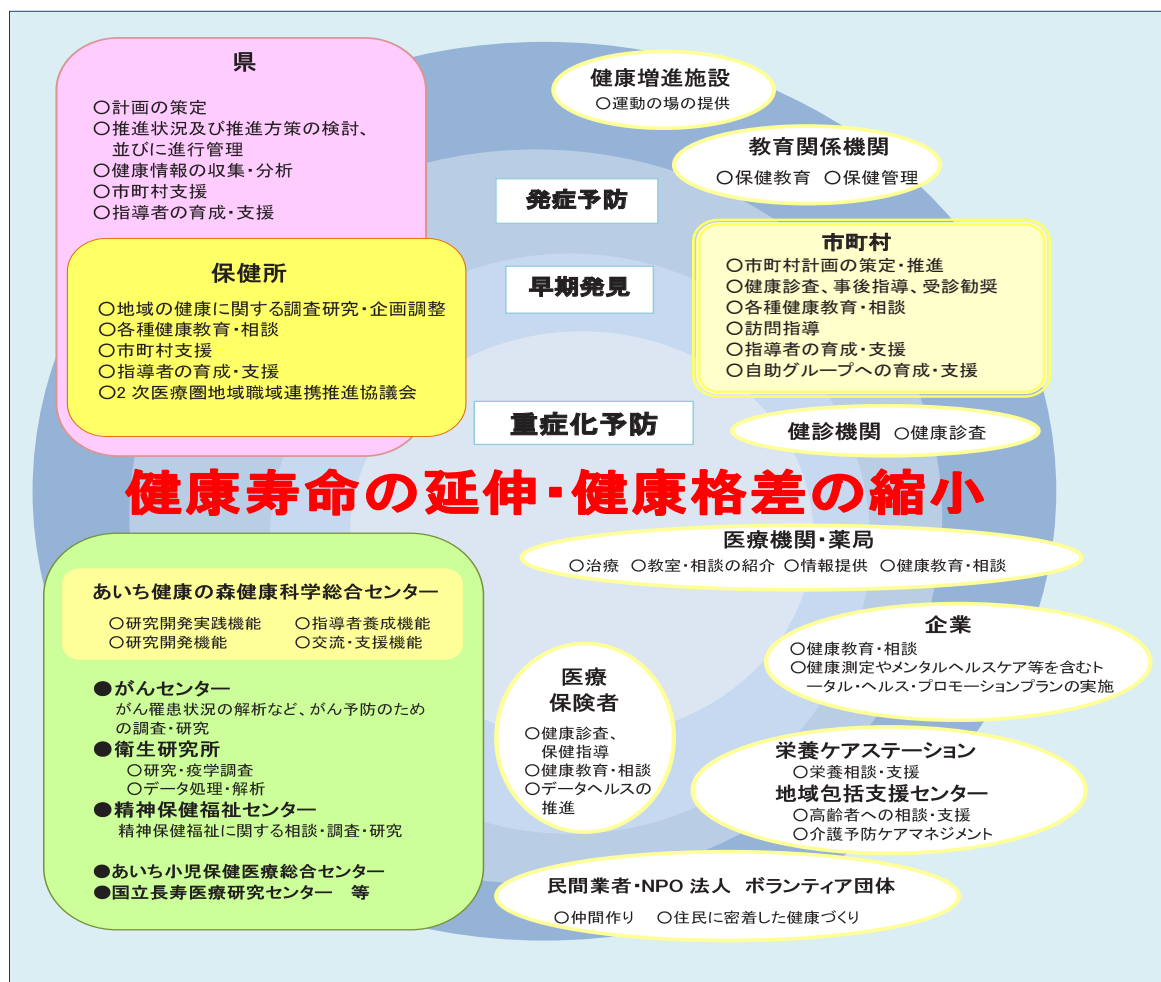 県
○計画の策定
○推進状況及び推進方策の検討、
並びに進行管理
○健康情報の収集・分析
○市町村支援
○指導者の育成・支援
保健所
○地域の健康に関する調査研究・企画調整
○各種健康教育・相談
○市町村支援
○指導者の育成・支援
○2 次医療圏地域職域連携推進協議会
発症予防
早期発見
重症化予防
健康増進施設
○運動の場の提供
教育関係機関
○保健教育 ○保健管理
市町村
○市町村計画の策定・推進
○健康診査、事後指導、受診勧奨
○各種健康教育・相談
○訪問指導
○指導者の育成・支援
○自助グループへの育成・支援
健診機関 ○健康診査
健康寿命の延伸・健康格差の縮小
あいち健康の森健康科学総合センター
○研究開発実践機能 ○指導者養成機能
○研究開発機能 ○交流・支援機能
●がんセンター
がん罹患状況の解析など、がん予防のため
の調査・研究
●衛生研究所
○研究・疫学調査
○データ処理・解析
●精神保健福祉センター
精神保健福祉に関する相談・調査・研究
●あいち小児保健医療総合センター
●国立長寿医療研究センター 等
医療機関・薬局
○治療 ○教室・相談の紹介 ○情報提供 ○健康教育・相談
企業
○健康教育・相談
○健康測定やメンタルヘルスケア等を含むト
ータル・ヘルス・プロモーションプランの実施
医療
保険者
○健康診査、
保健指導
○健康教育・相談
○データヘルスの
推進
栄養ケアステーション
○栄養相談・支援
地域包括支援センター
○高齢者への相談・支援
○介護予防ケアマネジメント
民間業者・NPO 法人 ボランティア団体
○仲間作り ○住民に密着した健康づくり